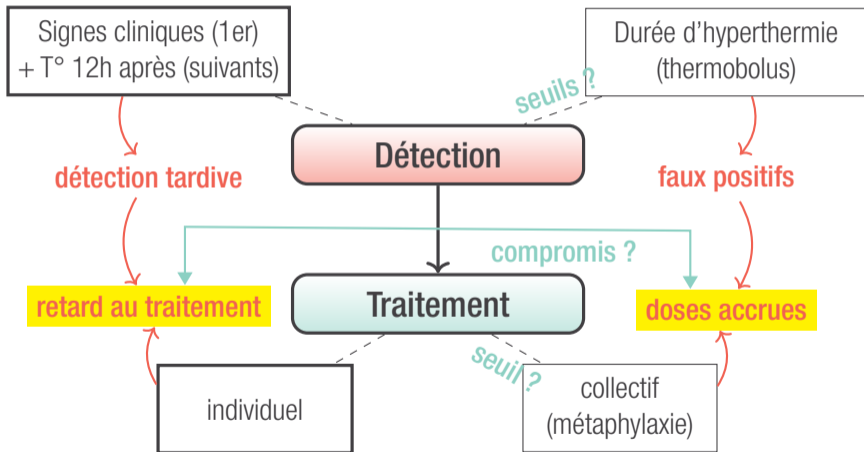 Signes cliniques (1er)
+ T° 12h après (suivants)
Durée d'hyperthermie
(thermobolus)
seuils ?
Détection
détection tardive
faux positifs
compromis ?
retard au traitement
Traitement
doses accrues
seuil ?
individuel
collectif
(métaphylaxie)